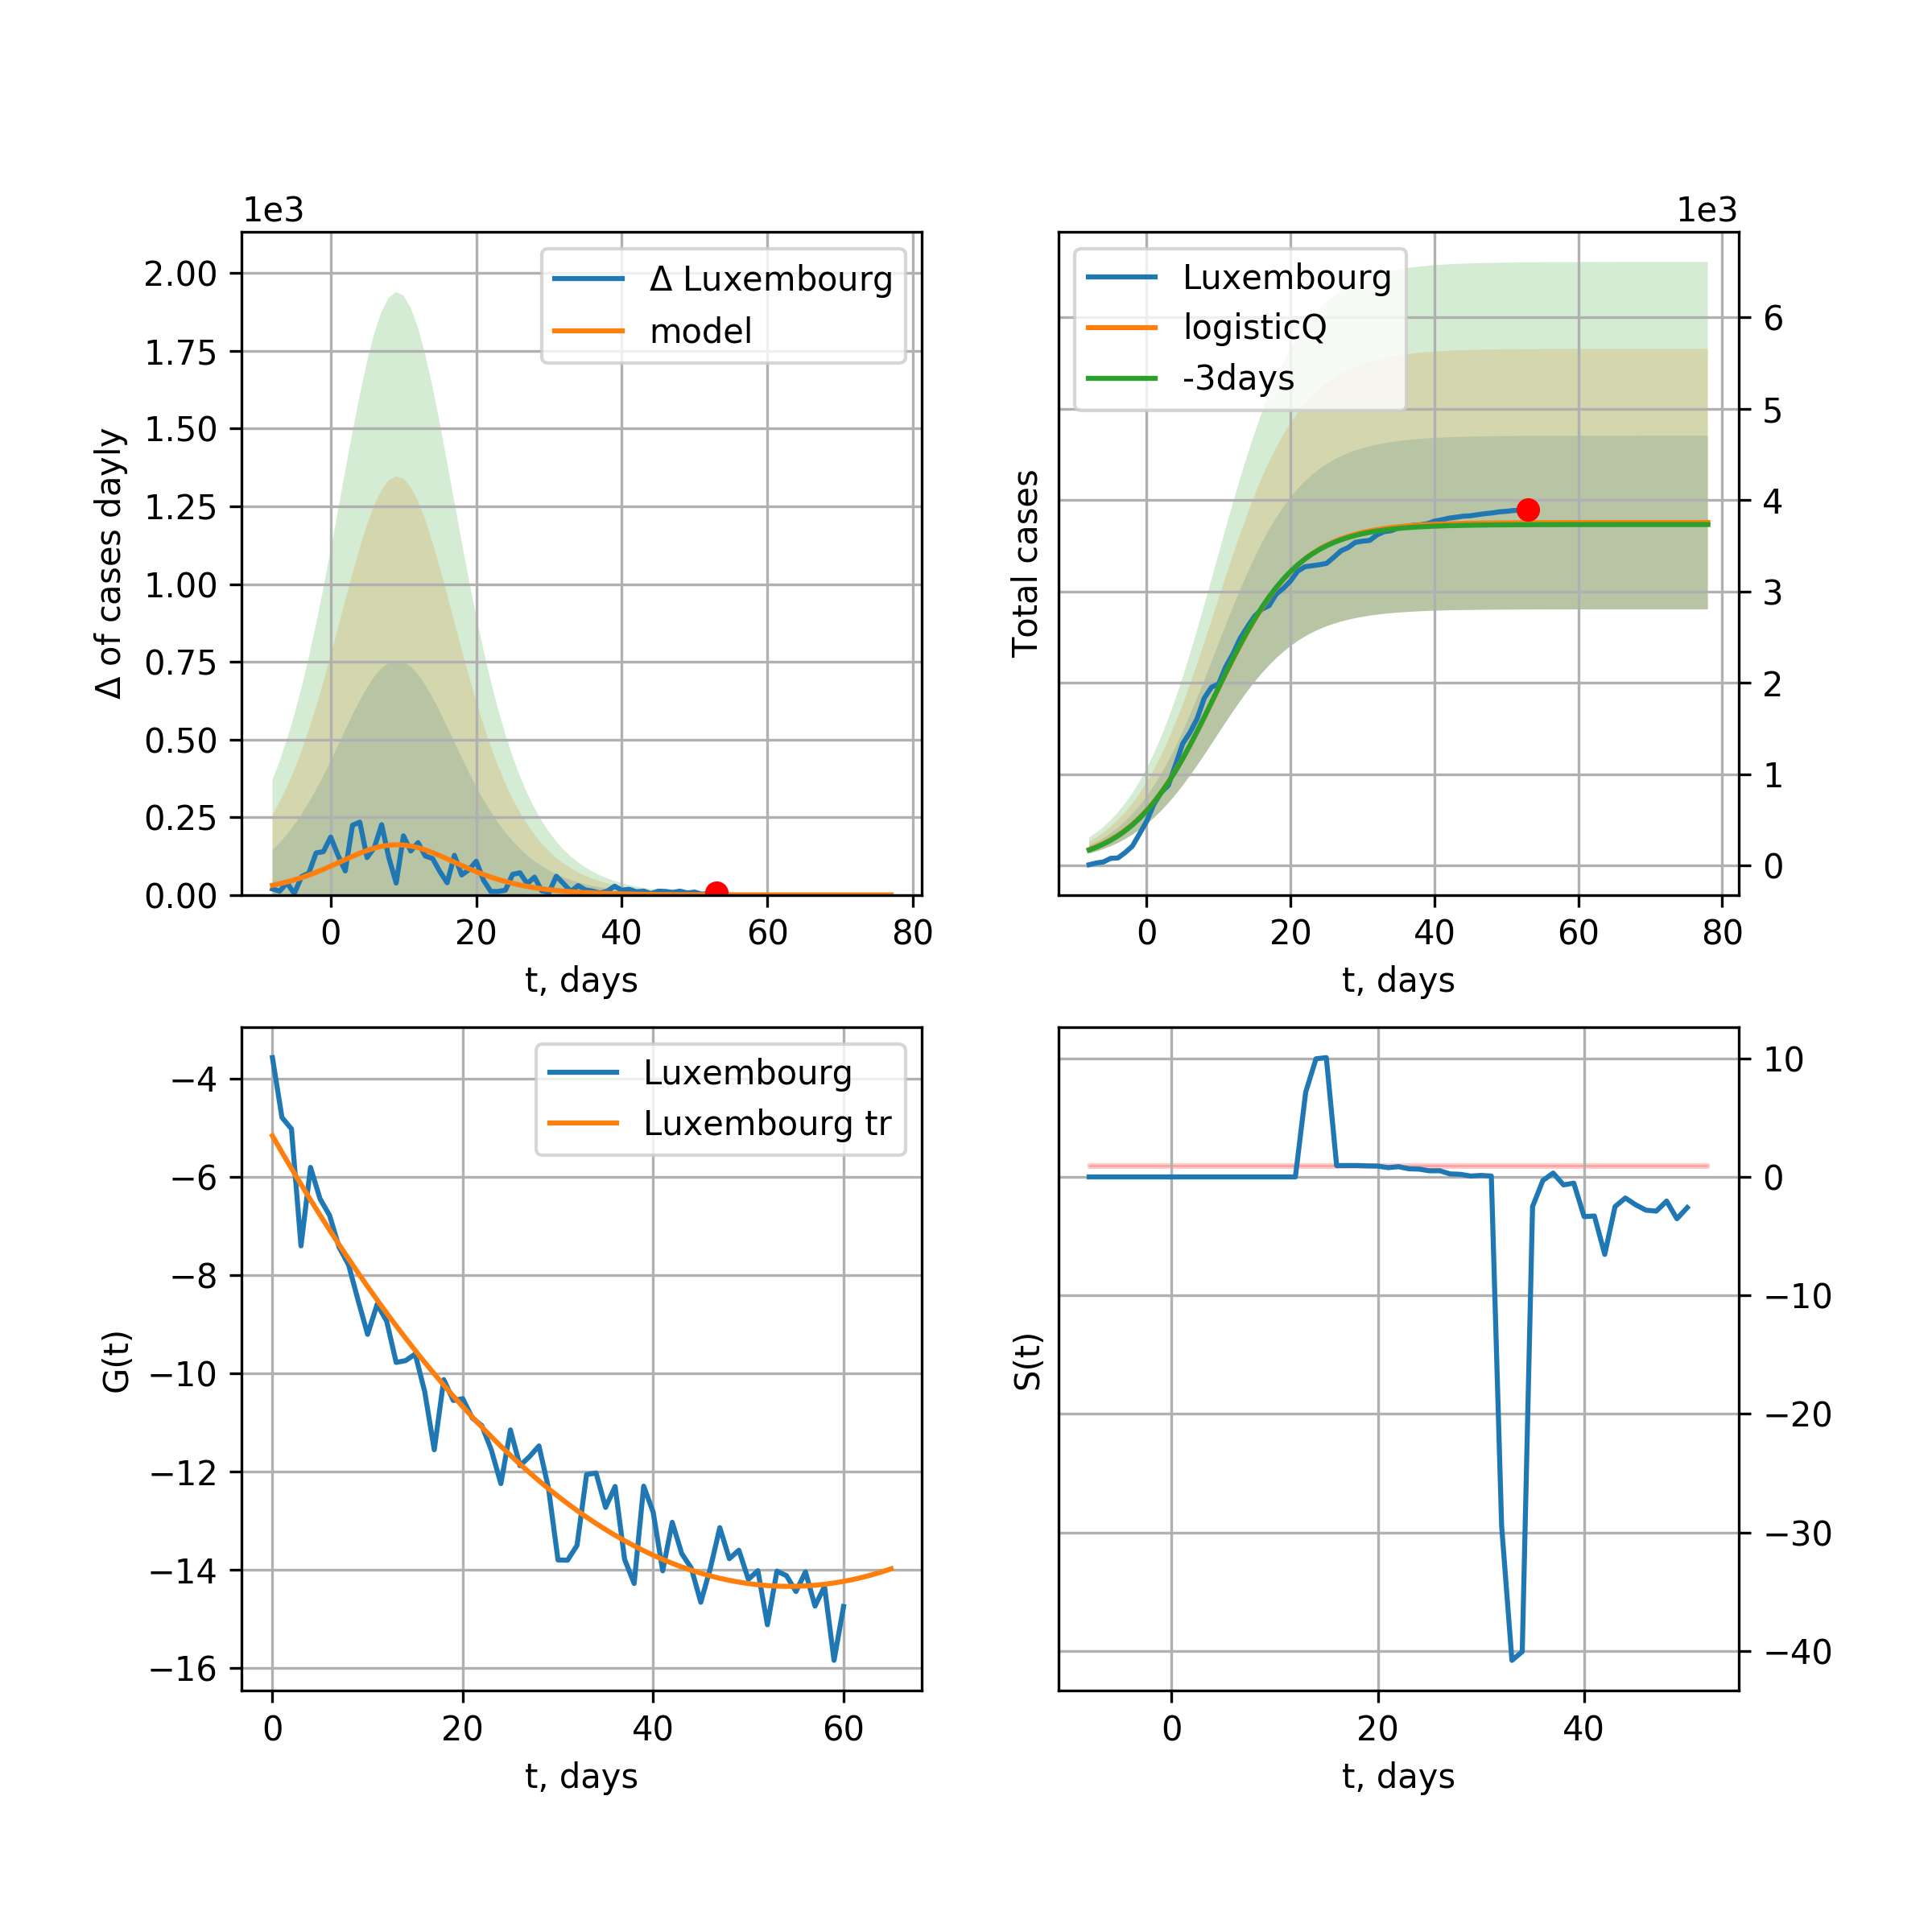 1e3
2.00
1.75
1.50
1.25
1.00
0.75
0.50
0.25
0.00
Δ of cases dayly
Δ Luxembourg
model
0 20 40 60 80
t, days
1e3
Luxembourg
logisticQ
-3days
Total cases
6
5
4
3
2
1
0
0 20 40 60 80
t, days
−4
−6
−8
−10
−12
−14
−16
G(t)
Luxembourg
Luxembourg tr
0 20 40 60
t, days
S(t)
10
0
−10
−20
−30
−40
0 20 40
t, days